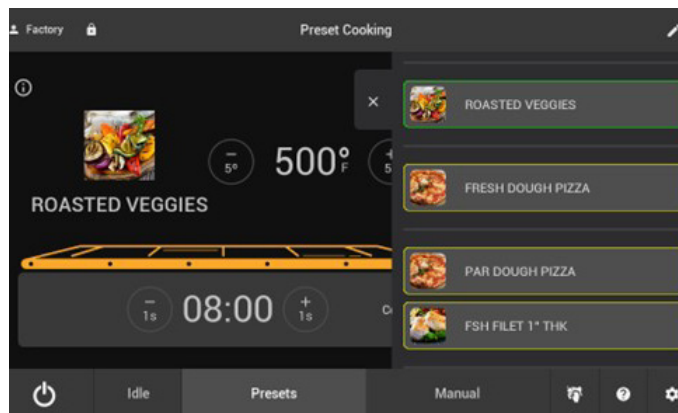 Factory
Preset Cooking
ROASTED VEGGIES
−
5°
500°F
+
5
ROASTED VEGGIES
FRESH DOUGH PIZZA
PAR DOUGH PIZZA
FSH FILET 1" THK
−
1s
08:00
+
1s
Idle
Presets
Manual
?